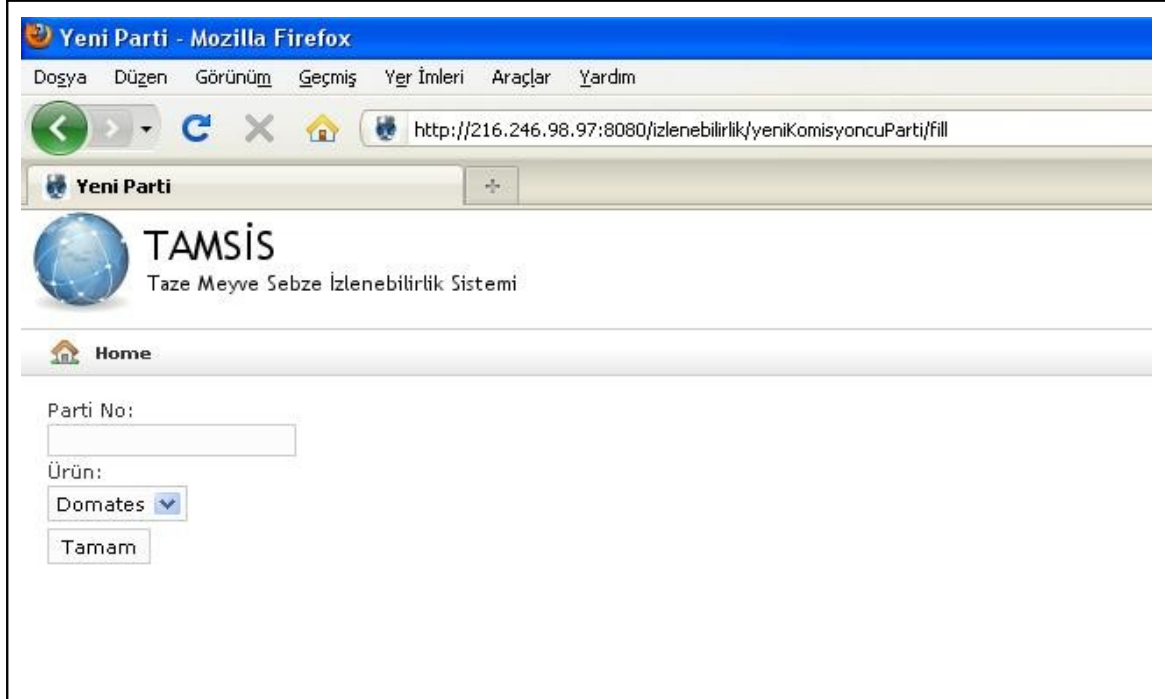 Yeni Parti - Mozilla Firefox
Dosya Düzen Görünüm Geçmiş Yer İmleri Araçlar Yardım
http://216.246.98.97:8080/izlenebilirlik/yeniKomisyoncuParti/fill
Yeni Parti
TAMSİS
Taze Meyve Sebze İzlenebilirlik Sistemi
Home
Parti No:
Ürün:
Domates
Tamam